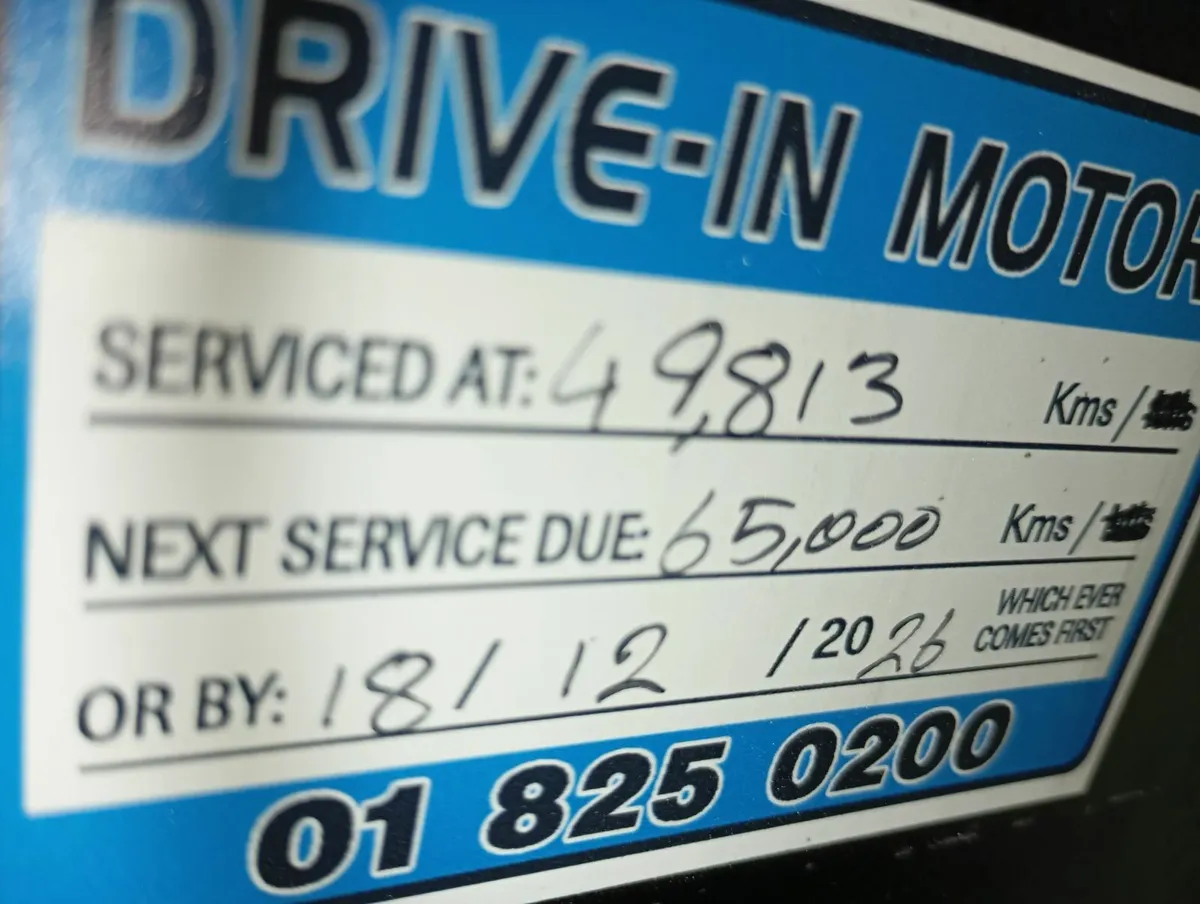 DRIVE-IN MOTOR
SERVICED AT: 49,813 Kms/
NEXT SERVICE DUE: 65,000 Kms/
OR BY: 18/ 12 /2026 WHICH EVER
COMES FIRST
01 825 0200